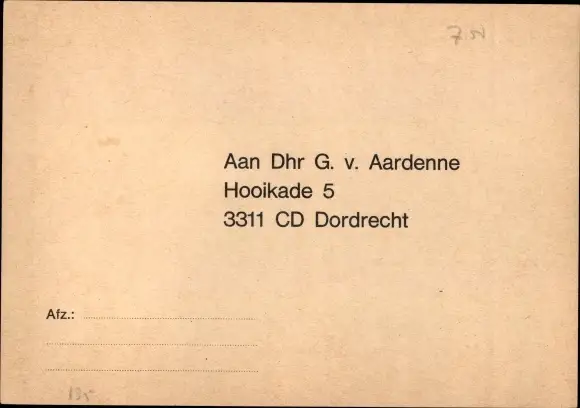 Aan Dhr G. v. Aardenne
Hooikade 5
3311 CD Dordrecht
Afz.: